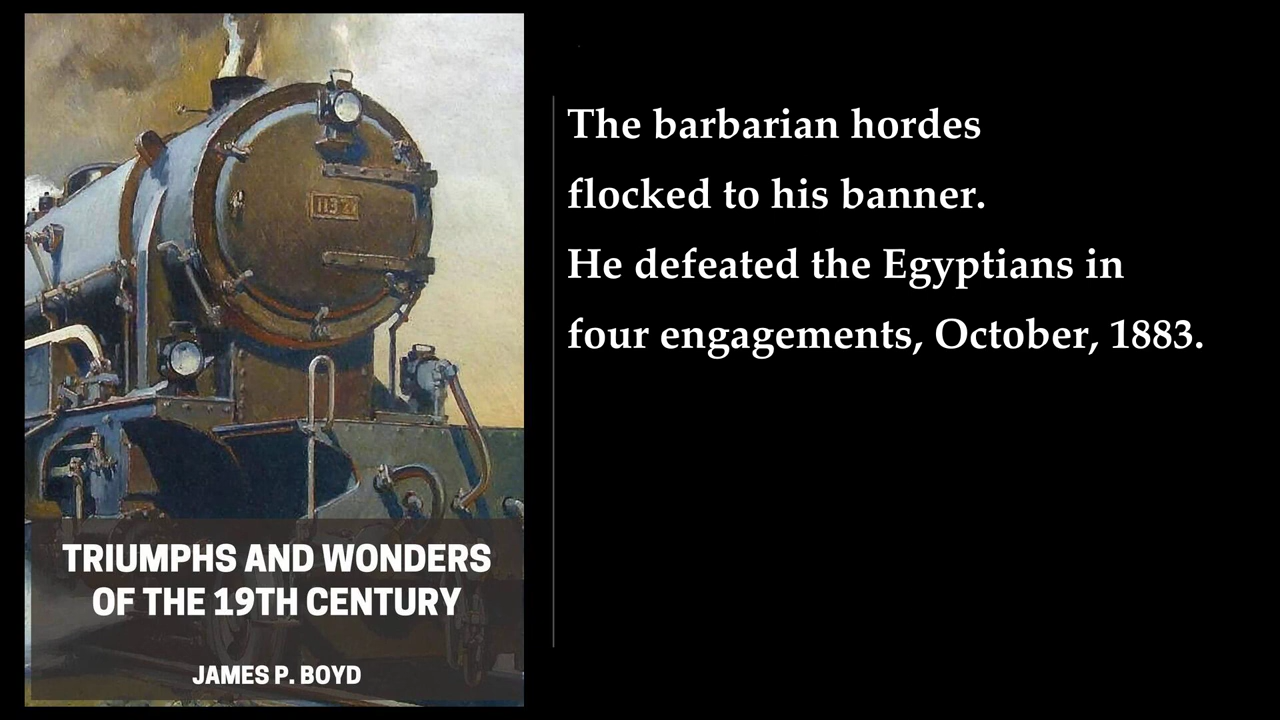 The barbarian hordes
flocked to his banner.
He defeated the Egyptians in
four engagements, October, 1883.
TRIUMPHS AND WONDERS
OF THE 19TH CENTURY
JAMES P. BOYD